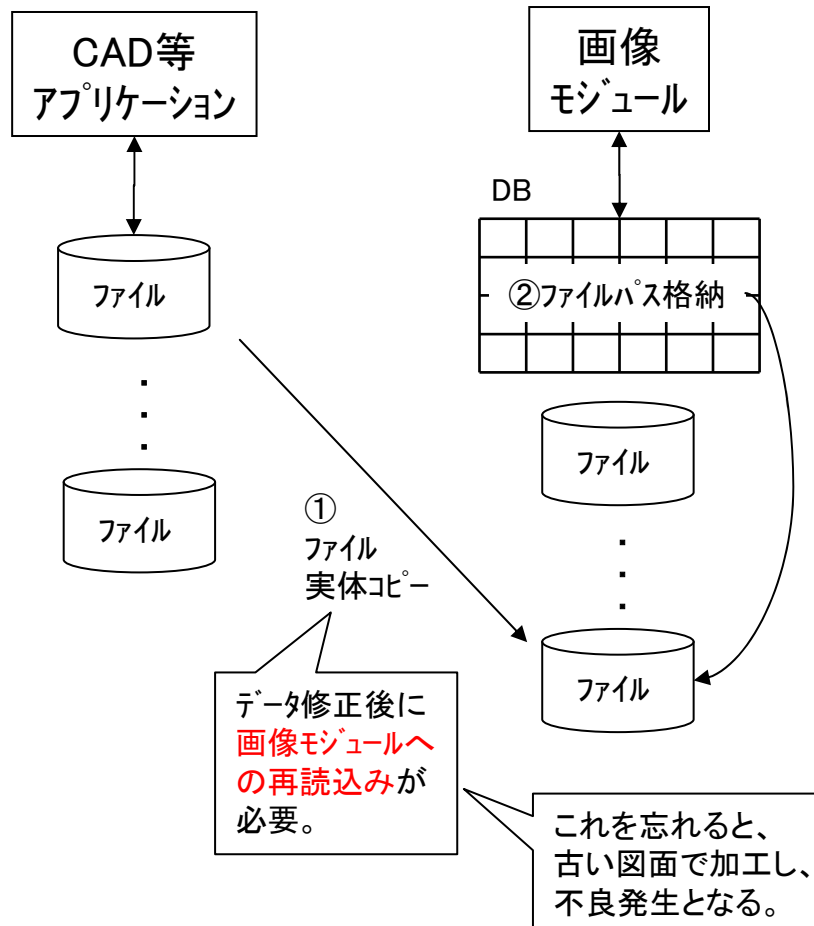 CAD等
アプリケーション
画像
モジュール
DB
ファイル
②ファイルパス格納
・
・
・
ファイル
ファイル
①
ファイル
実体コピー
・
・
・
ファイル
データ修正後に
画像モジュールへ
の再読込みが
必要。
これを忘れると、
古い図面で加工し、
不良発生となる。